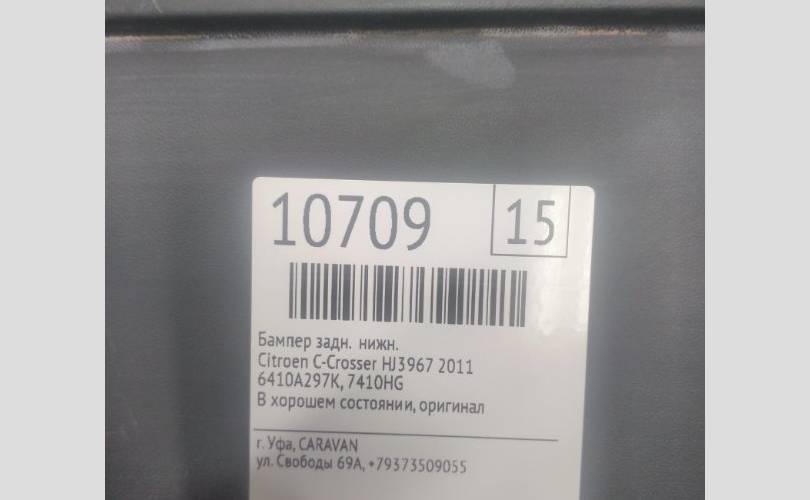 10709 15
Бампер задн. нижн.
Citroen C-Crosser HJ3967 2011
6410A297K, 7410HG
В хорошем состоянии, оригинал
г. Уфа, CARAVAN
ул. Свободы 69А, +79373509055